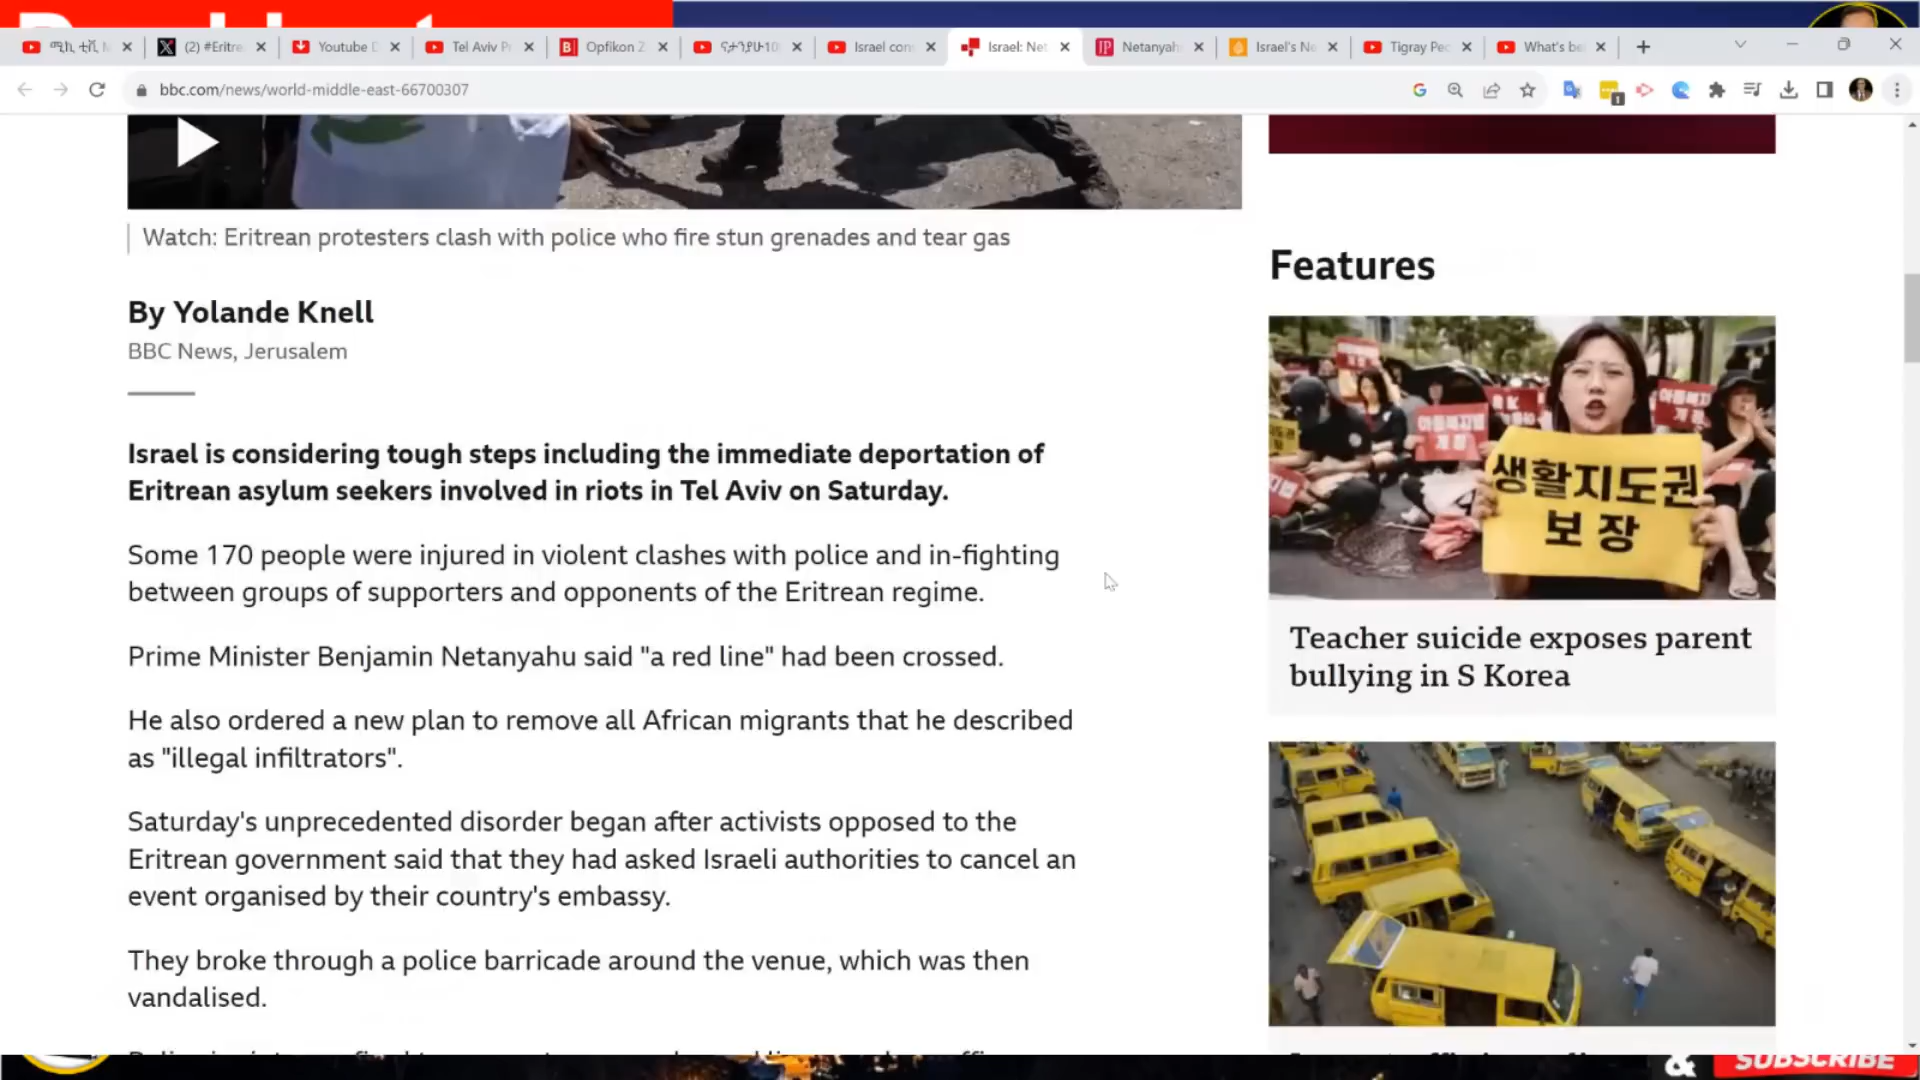 (2) #Eritre
Youtube D
Tel Aviv P
Opfikon 2
Israel con
Israel: Net
Netanyah
Israel's N
Tigray Pe
What's be
bbc.com/news/world-middle-east-66700307
Watch: Eritrean protesters clash with police who fire stun grenades and tear gas
By Yolande Knell
BBC News, Jerusalem
Israel is considering tough steps including the immediate deportation of
Eritrean asylum seekers involved in riots in Tel Aviv on Saturday.
Some 170 people were injured in violent clashes with police and in-fighting
between groups of supporters and opponents of the Eritrean regime.
Prime Minister Benjamin Netanyahu said "a red line" had been crossed.
He also ordered a new plan to remove all African migrants that he described
as "illegal infiltrators".
Saturday's unprecedented disorder began after activists opposed to the
Eritrean government said that they had asked Israeli authorities to cancel an
event organised by their country's embassy.
They broke through a police barricade around the venue, which was then
vandalised.
Features
생활지도권
보장
Teacher suicide exposes parent
bullying in S Korea
& SUBSCRIBE